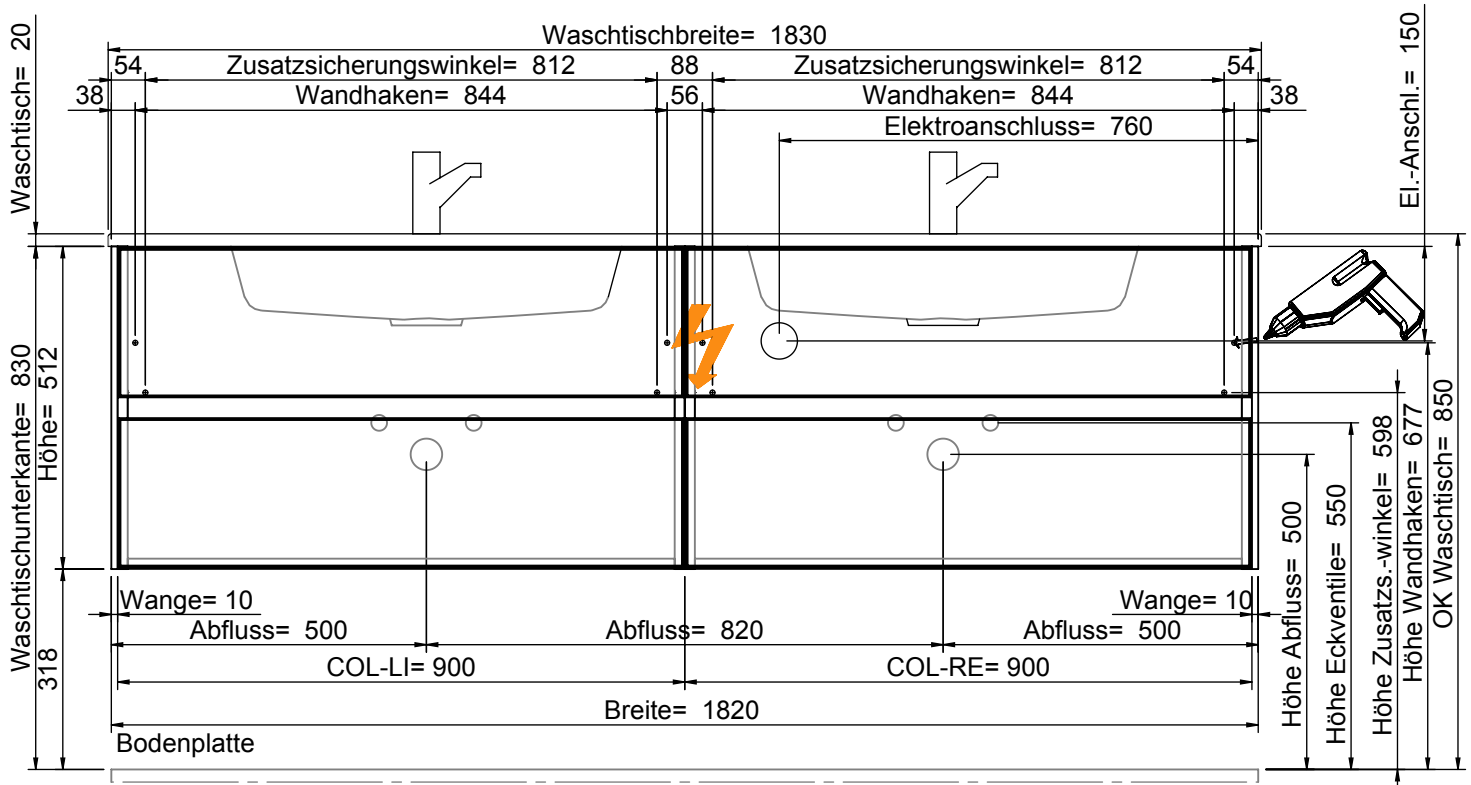 Waschtischbreite= 1830
54
Zusatzsicherungswinkel= 812
88
Zusatzsicherungswinkel= 812
54
38
Wandhaken= 844
56
Wandhaken= 844
38
Elektroanschluss= 760
Waschtisch= 20
El.-Anschl.= 150
Waschtischunterkante= 830
Höhe= 512
318
Wange= 10
Wange= 10
Abfluss= 500
Abfluss= 820
Abfluss= 500
COL-LI= 900
COL-RE= 900
Breite= 1820
Bodenplatte
Höhe Abfluss= 500
Höhe Eckventile= 550
Höhe Zusatzs.-winkel= 598
Höhe Wandhaken= 677
OK Waschtisch= 850